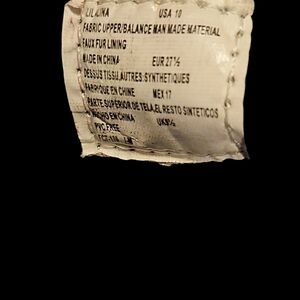 USA 10
FABRIC UPPER/BALANCE MAN MADE MATERIAL
FAUX FUR LINING
MADE IN CHINA EUR 27½
DESSUS TISSU, AUTRES SYNTHETIQUES
FABRIQUE EN CHINE MEX 17
PARTE SUPERIOR DE TELA, EL RESTO SINTETICOS
HECHO EN CHINA UK9½
PVC FREE